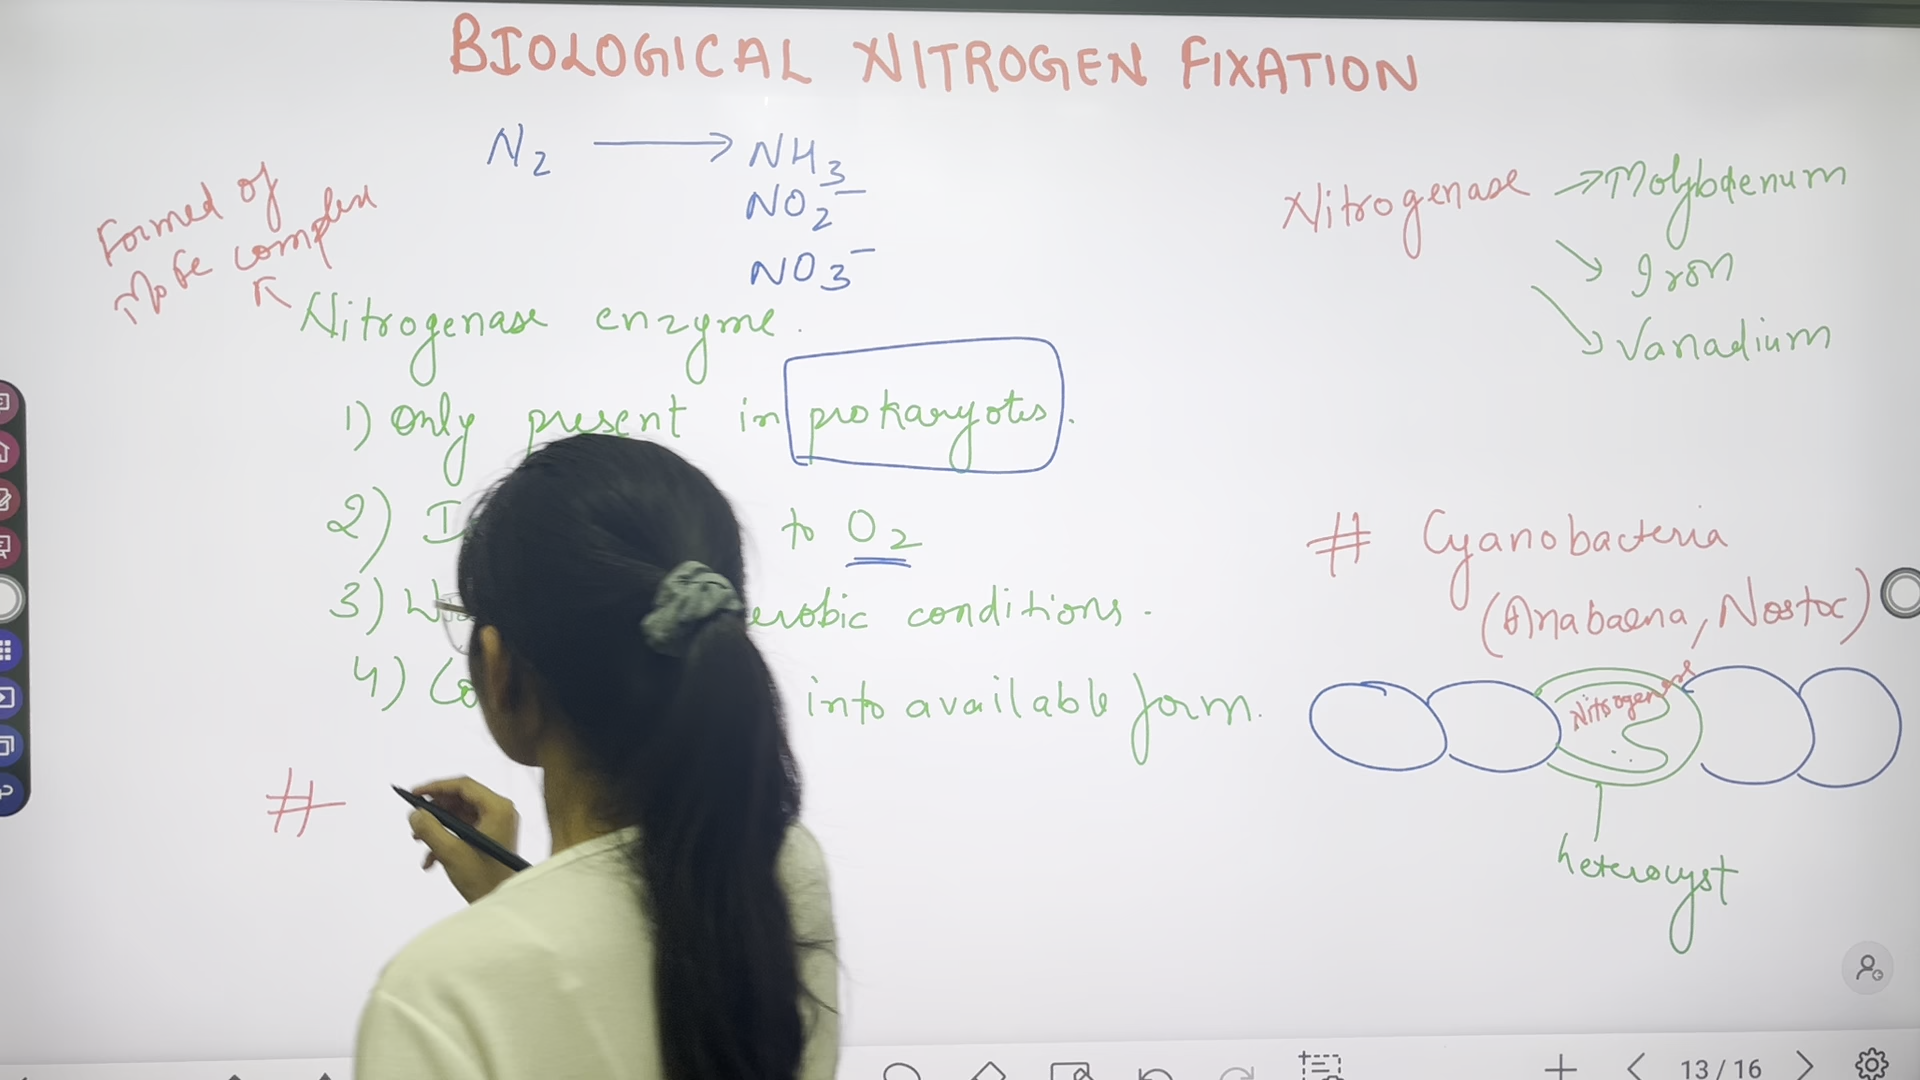 BIOLOGICAL NITROGEN FIXATION
N₂ → NH₃
NO₂⁻
NO₃⁻
Formed of
MoFe complex
Nitrogenase enzyme.
1) Only present in prokaryotes.
2) to O₂
3) conditions.
4) into available form.
#
Nitrogenase → Molybdenum
→ Iron
→ Vanadium
# Cyanobacteria
(Anabaena, Nostoc)
Nitrogenase
heterocyst
13 / 16